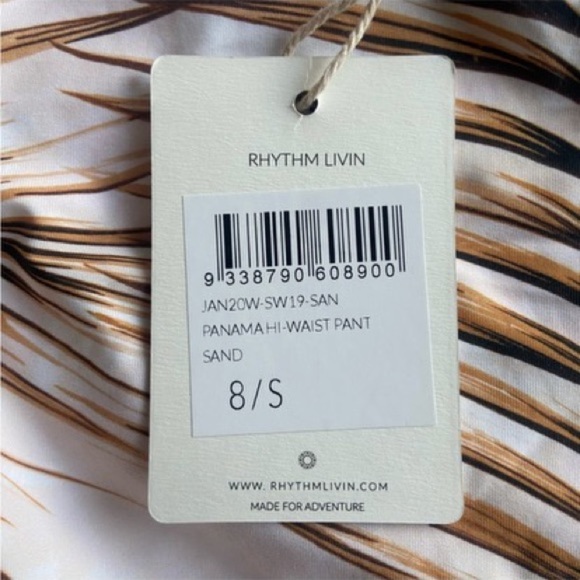 RHYTHM LIVIN
9 338790 608900
JAN20W-SW19-SAN
PANAMA HI-WAIST PANT
SAND
8/S
WWW. RHYTHMLIVIN.COM
MADE FOR ADVENTURE